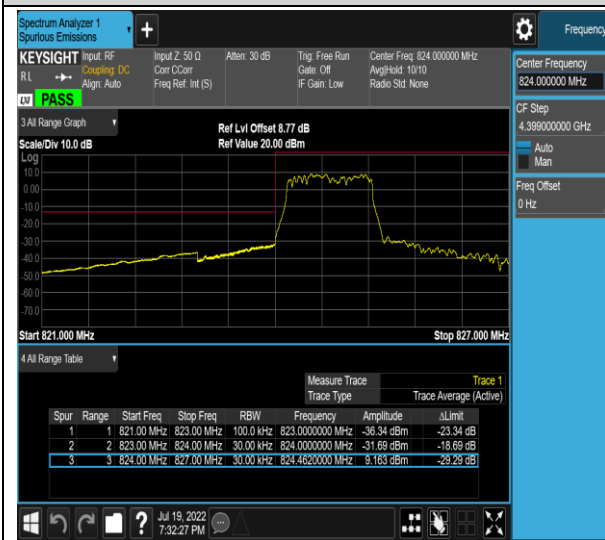 Spectrum Analyzer 1
Spurious Emissions
+
Frequency
KEYSIGHT Input: RF Input Z: 50 Ω Atten: 30 dB Trig: Free Run Center Freq: 824.000000 MHz
RL Coupling: DC Corr CCorr Gate: Off Avg|Hold: 10/10
Align: Auto Freq Ref: Int (S) IF Gain: Low Radio Std: None
LXI PASS
Center Frequency
824.000000 MHz
CF Step
4.399000000 GHz
Auto
Man
Freq Offset
0 Hz
3 All Range Graph
Ref Lvl Offset 8.77 dB
Scale/Div 10.0 dB Ref Value 20.00 dBm
Log
10.0
0.00
-10.0
-20.0
-30.0
-40.0
-50.0
-60.0
-70.0
Start 821.000 MHz Stop 827.000 MHz
4 All Range Table
Measure Trace Trace 1
Trace Type Trace Average (Active)
Spur Range Start Freq Stop Freq RBW Frequency Amplitude ΔLimit
1 1 821.00 MHz 823.00 MHz 100.0 kHz 823.0000000 MHz -36.34 dBm -23.34 dB
2 2 823.00 MHz 824.00 MHz 30.00 kHz 824.0000000 MHz -31.69 dBm -18.69 dB
3 3 824.00 MHz 827.00 MHz 30.00 kHz 824.4620000 MHz 9.163 dBm -29.29 dB
? Jul 19, 2022
7:32:27 PM